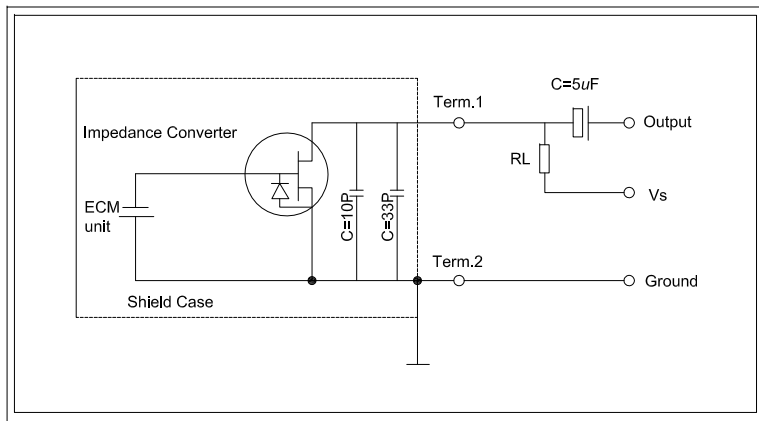 C=5uF
Term.1
Output
Impedance Converter
RL
Vs
ECM
unit
C=10P
C=33P
Term.2
Ground
Shield Case